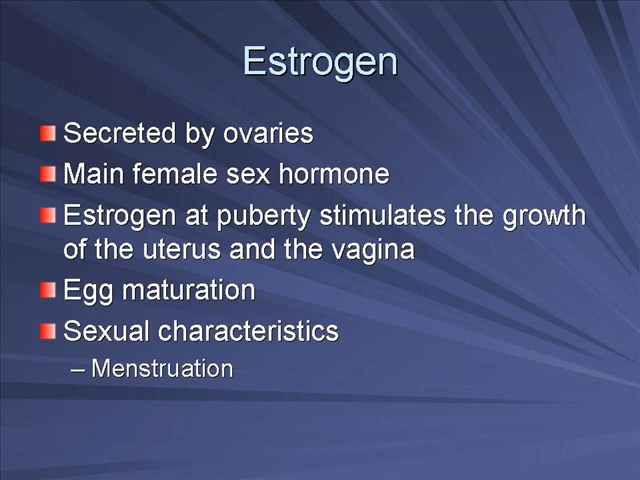 Estrogen
Secreted by ovaries
Main female sex hormone
Estrogen at puberty stimulates the growth
of the uterus and the vagina
Egg maturation
Sexual characteristics
– Menstruation